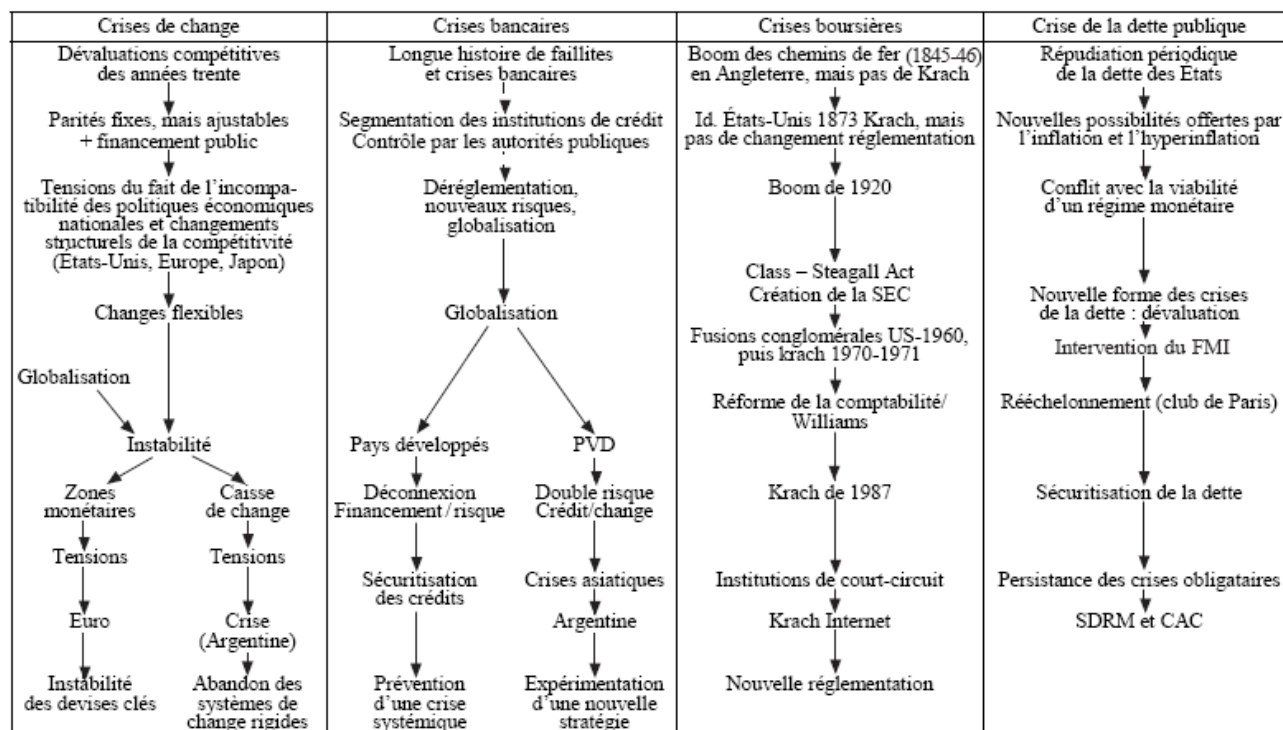 Crises de change
Dévaluations compétitives
des années trente
Parités fixes, mais ajustables
+ financement public
Tensions du fait de l’incompa-
tibilité des politiques économiques
nationales et changements
structurels de la compétitivité
(États-Unis, Europe, Japon)
Changes flexibles
Globalisation
Instabilité
Zones
monétaires
Tensions
Euro
Instabilité
des devises clés
Caisse
de change
Tensions
Crise
(Argentine)
Abandon des
systèmes de
change rigides
Crises bancaires
Longue histoire de faillites
et crises bancaires
Segmentation des institutions de crédit
Contrôle par les autorités publiques
Déréglementation,
nouveaux risques,
globalisation
Globalisation
Pays développés
Déconnexion
Financement/risque
Sécuritisation
des crédits
Prévention
d’une crise
systémique
PVD
Double risque
Crédit/change
Crises asiatiques
Argentine
Expérimentation
d’une nouvelle
stratégie
Crises boursières
Boom des chemins de fer (1845-46)
en Angleterre, mais pas de Krach
Id. États-Unis 1873 Krach, mais
pas de changement réglementation
Boom de 1920
Class – Steagall Act
Création de la SEC
Fusions conglomérales US-1960,
puis krach 1970-1971
Réforme de la comptabilité/
Williams
Krach de 1987
Institutions de court-circuit
Krach Internet
Nouvelle réglementation
Crise de la dette publique
Répudiation périodique
de la dette des États
Nouvelles possibilités offertes par
l’inflation et l’hyperinflation
Conflit avec la viabilité
d’un régime monétaire
Nouvelle forme des crises
de la dette : dévaluation
Intervention du FMI
Rééchelonnement (club de Paris)
Sécuritisation de la dette
Persistance des crises obligataires
SDRM et CAC